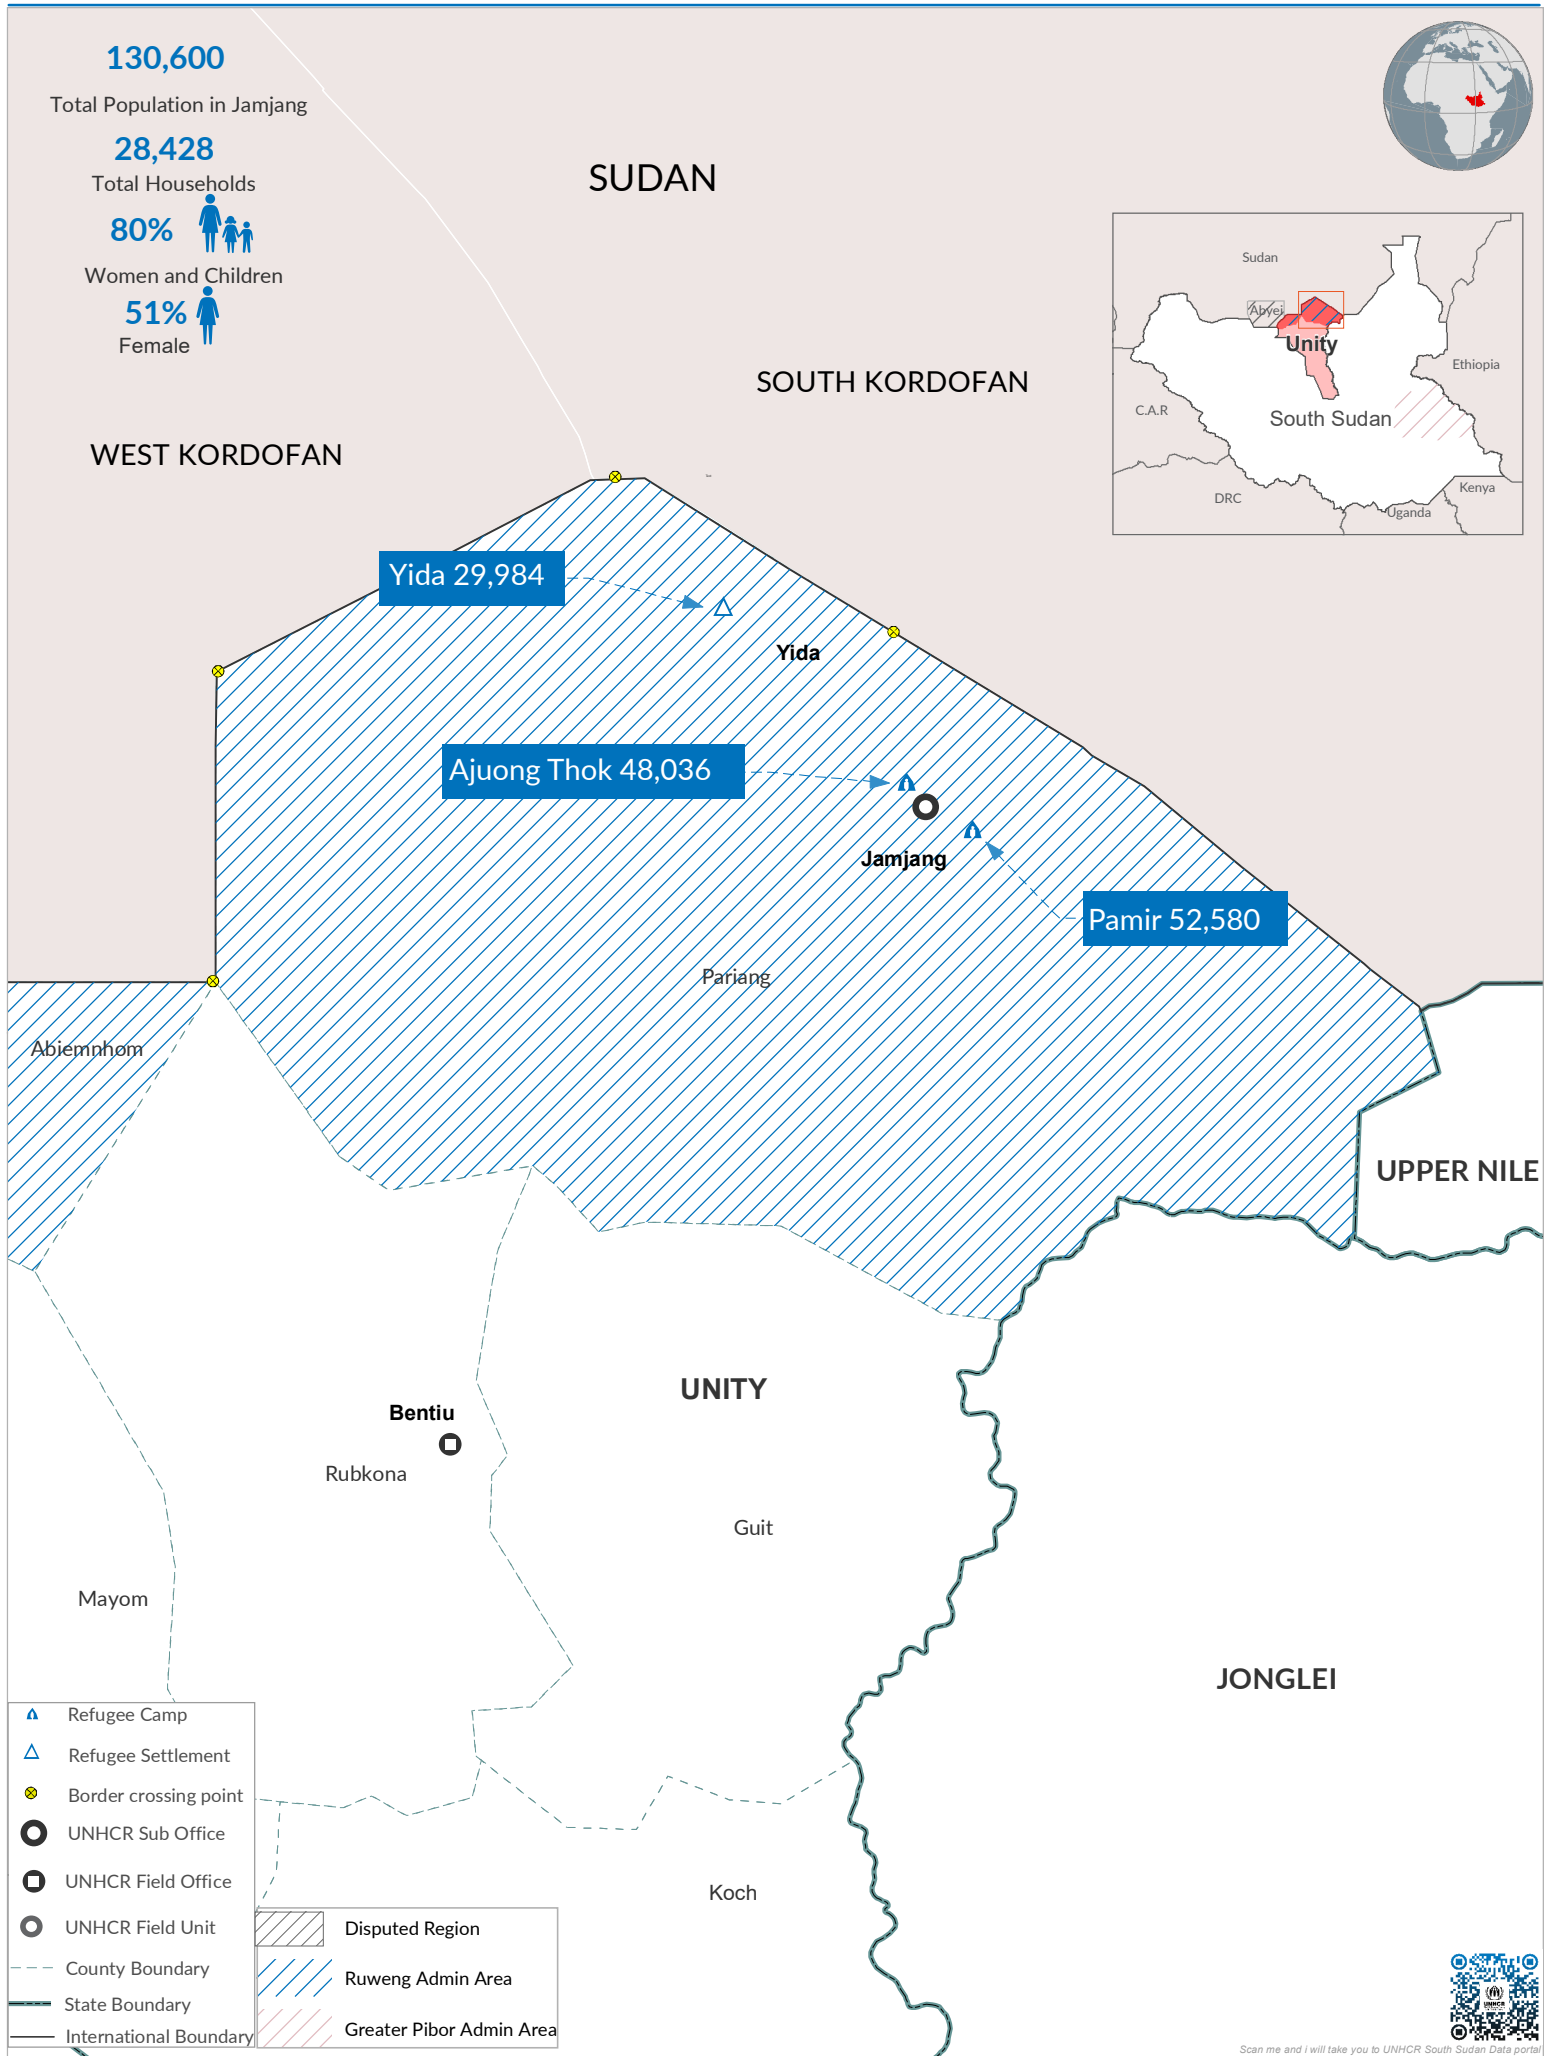 130,600
Total Population in Jamjang
28,428
Total Households
80%
Women and Children
51%
Female
SUDAN
SOUTH KORDOFAN
WEST KORDOFAN
Sudan
Abyei
Unity
Ethiopia
C.A.R
South Sudan
DRC
Kenya
Uganda
Yida 29,984
Yida
Ajuong Thok 48,036
Jamjang
Pamir 52,580
Pariang
Abiemnhom
UPPER NILE
UNITY
Bentiu
Rubkona
Guit
Mayom
JONGLEI
Koch
Refugee Camp
Refugee Settlement
Border crossing point
UNHCR Sub Office
UNHCR Field Office
UNHCR Field Unit
County Boundary
State Boundary
International Boundary
Disputed Region
Ruweng Admin Area
Greater Pibor Admin Area
UNHCR
Scan me and i will take you to UNHCR South Sudan Data portal